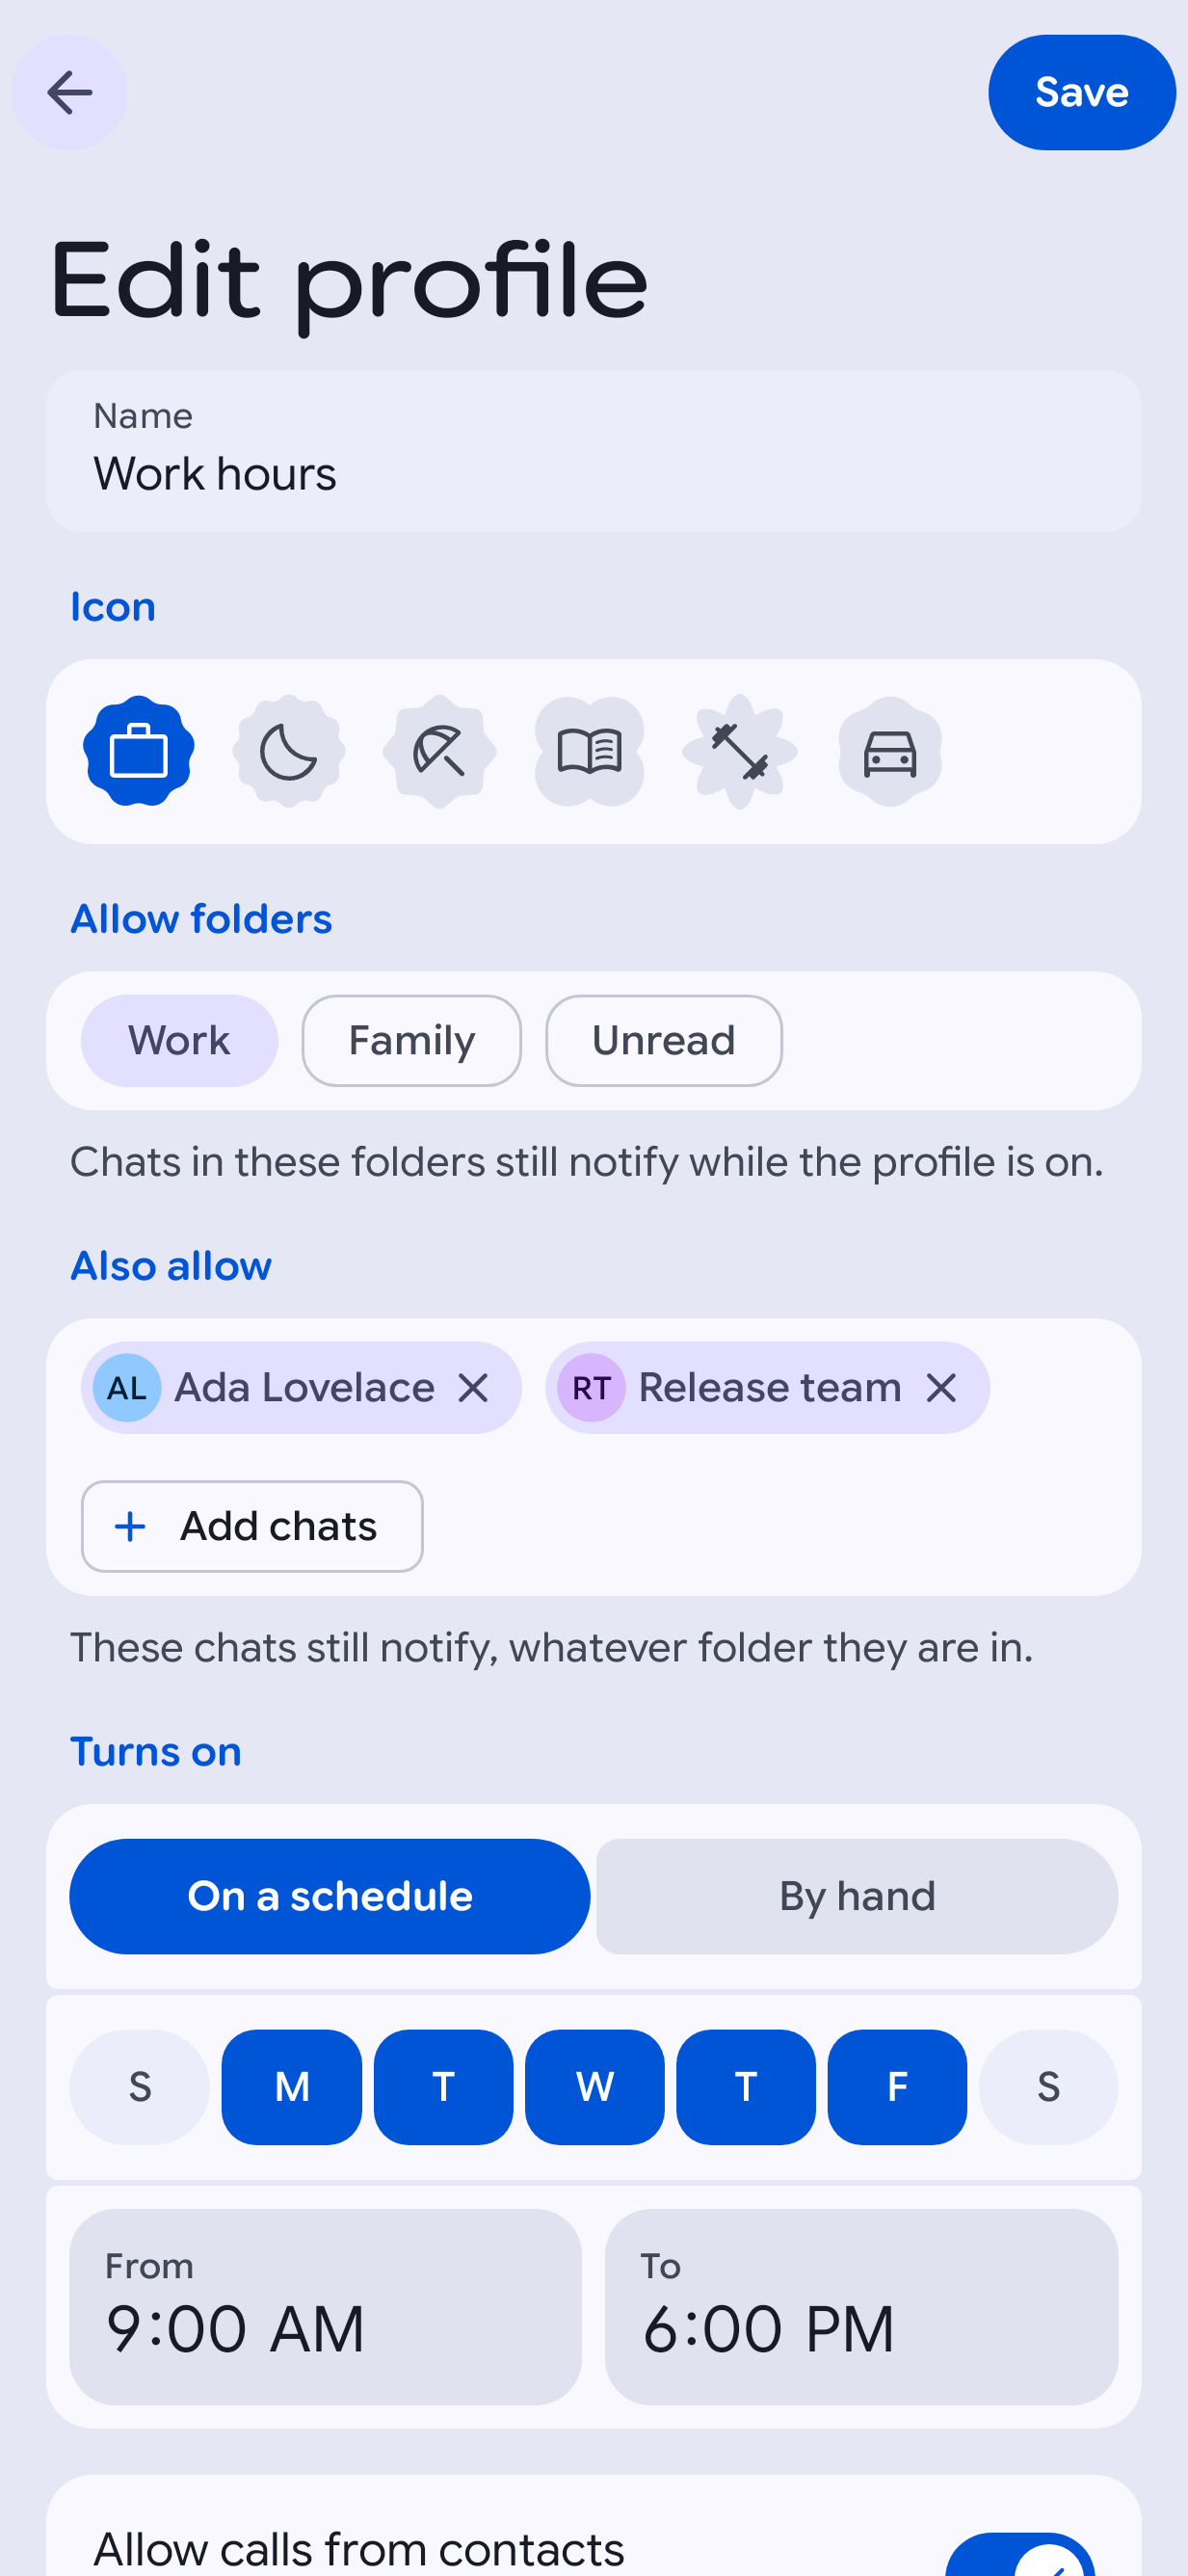 Save
Edit profile
Name
Work hours
Icon
Allow folders
Work Family Unread
Chats in these folders still notify while the profile is on.
Also allow
AL Ada Lovelace RT Release team
Add chats
These chats still notify, whatever folder they are in.
Turns on
On a schedule By hand
S M T W T F S
From To
9:00 AM 6:00 PM
Allow calls from contacts